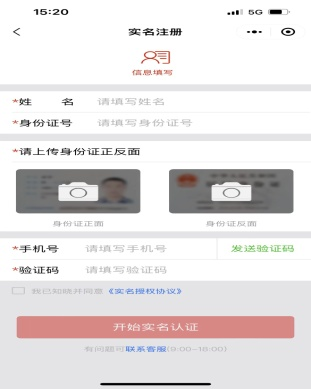 15:20 5G
实名注册
信息填写
*姓 名 请填写姓名
*身份证号 请填写身份证号
*请上传身份证正反面
身份证正面 身份证反面
*手机号 请填写手机号 发送验证码
*验证码 请填写验证码
我已知晓并同意《实名授权协议》
开始实名认证
有问题可联系客服(9:00-18:00)